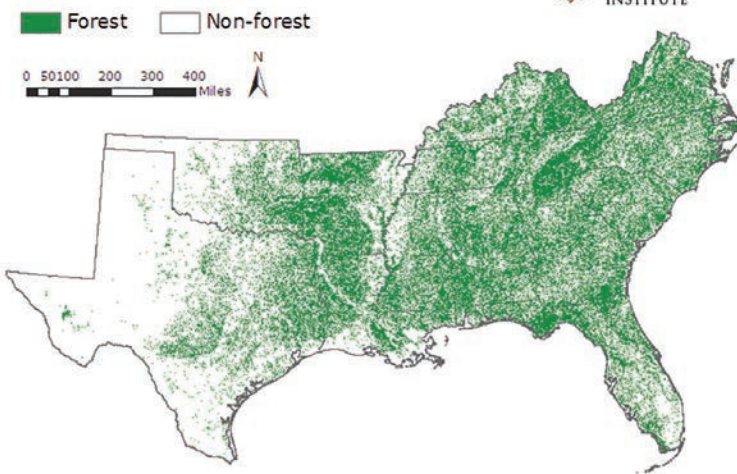 INSTITUTE
Forest
Non-forest
N
0 50100 200 300 400
Miles